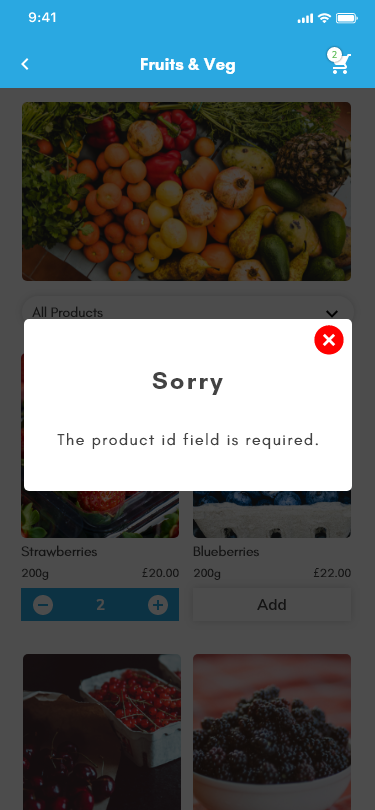 9:41
Fruits & Veg
2
All Products
Sorry
The product id field is required.
Strawberries
Blueberries
200g £20.00
200g £22.00
2
Add